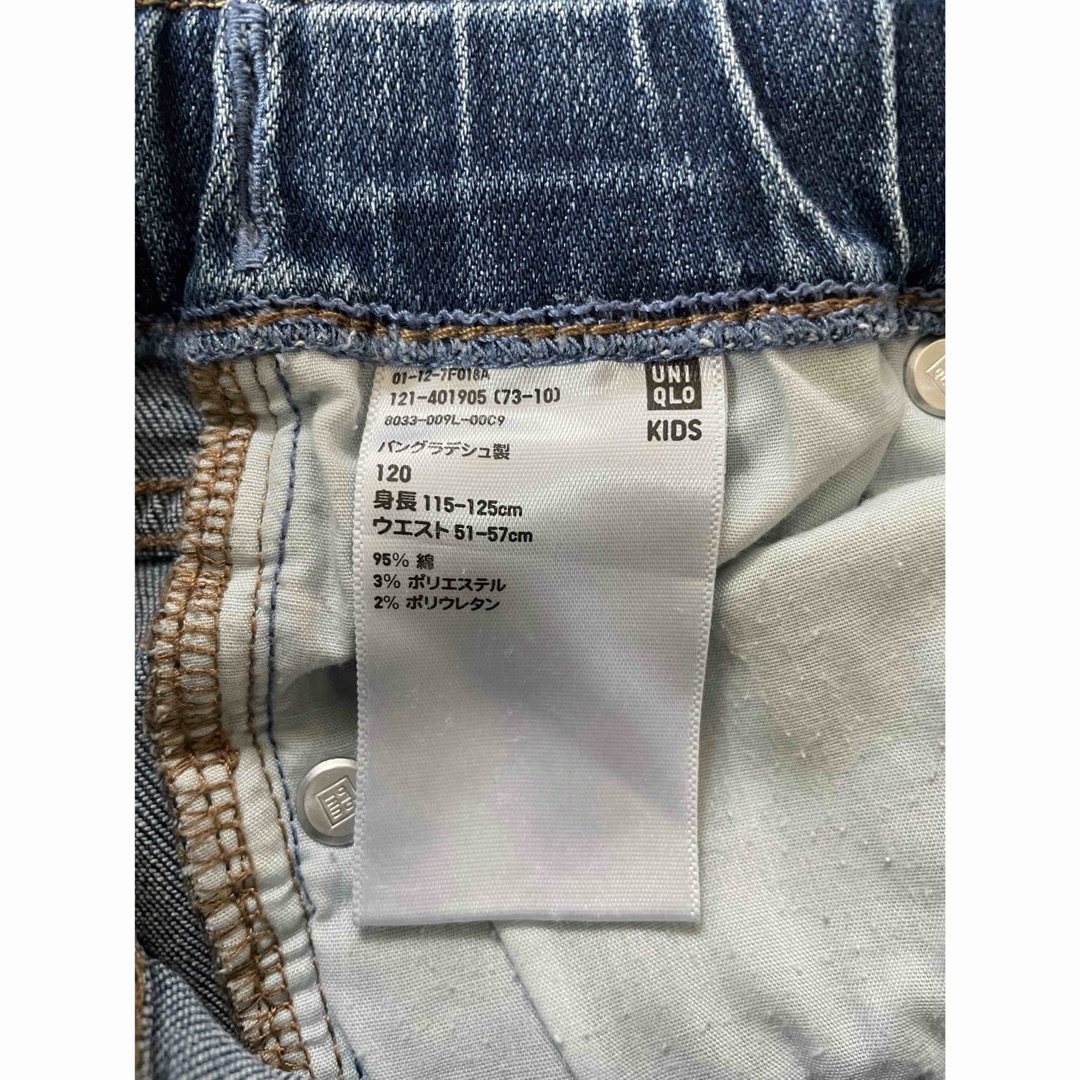 01-12-7F018A
121-401905 (73-10)
8033-009L-00C9
バングラデシュ製
120
身長 115-125cm
ウエスト 51-57cm
95% 綿
3% ポリエステル
2% ポリウレタン
UNI
QLO
KIDS